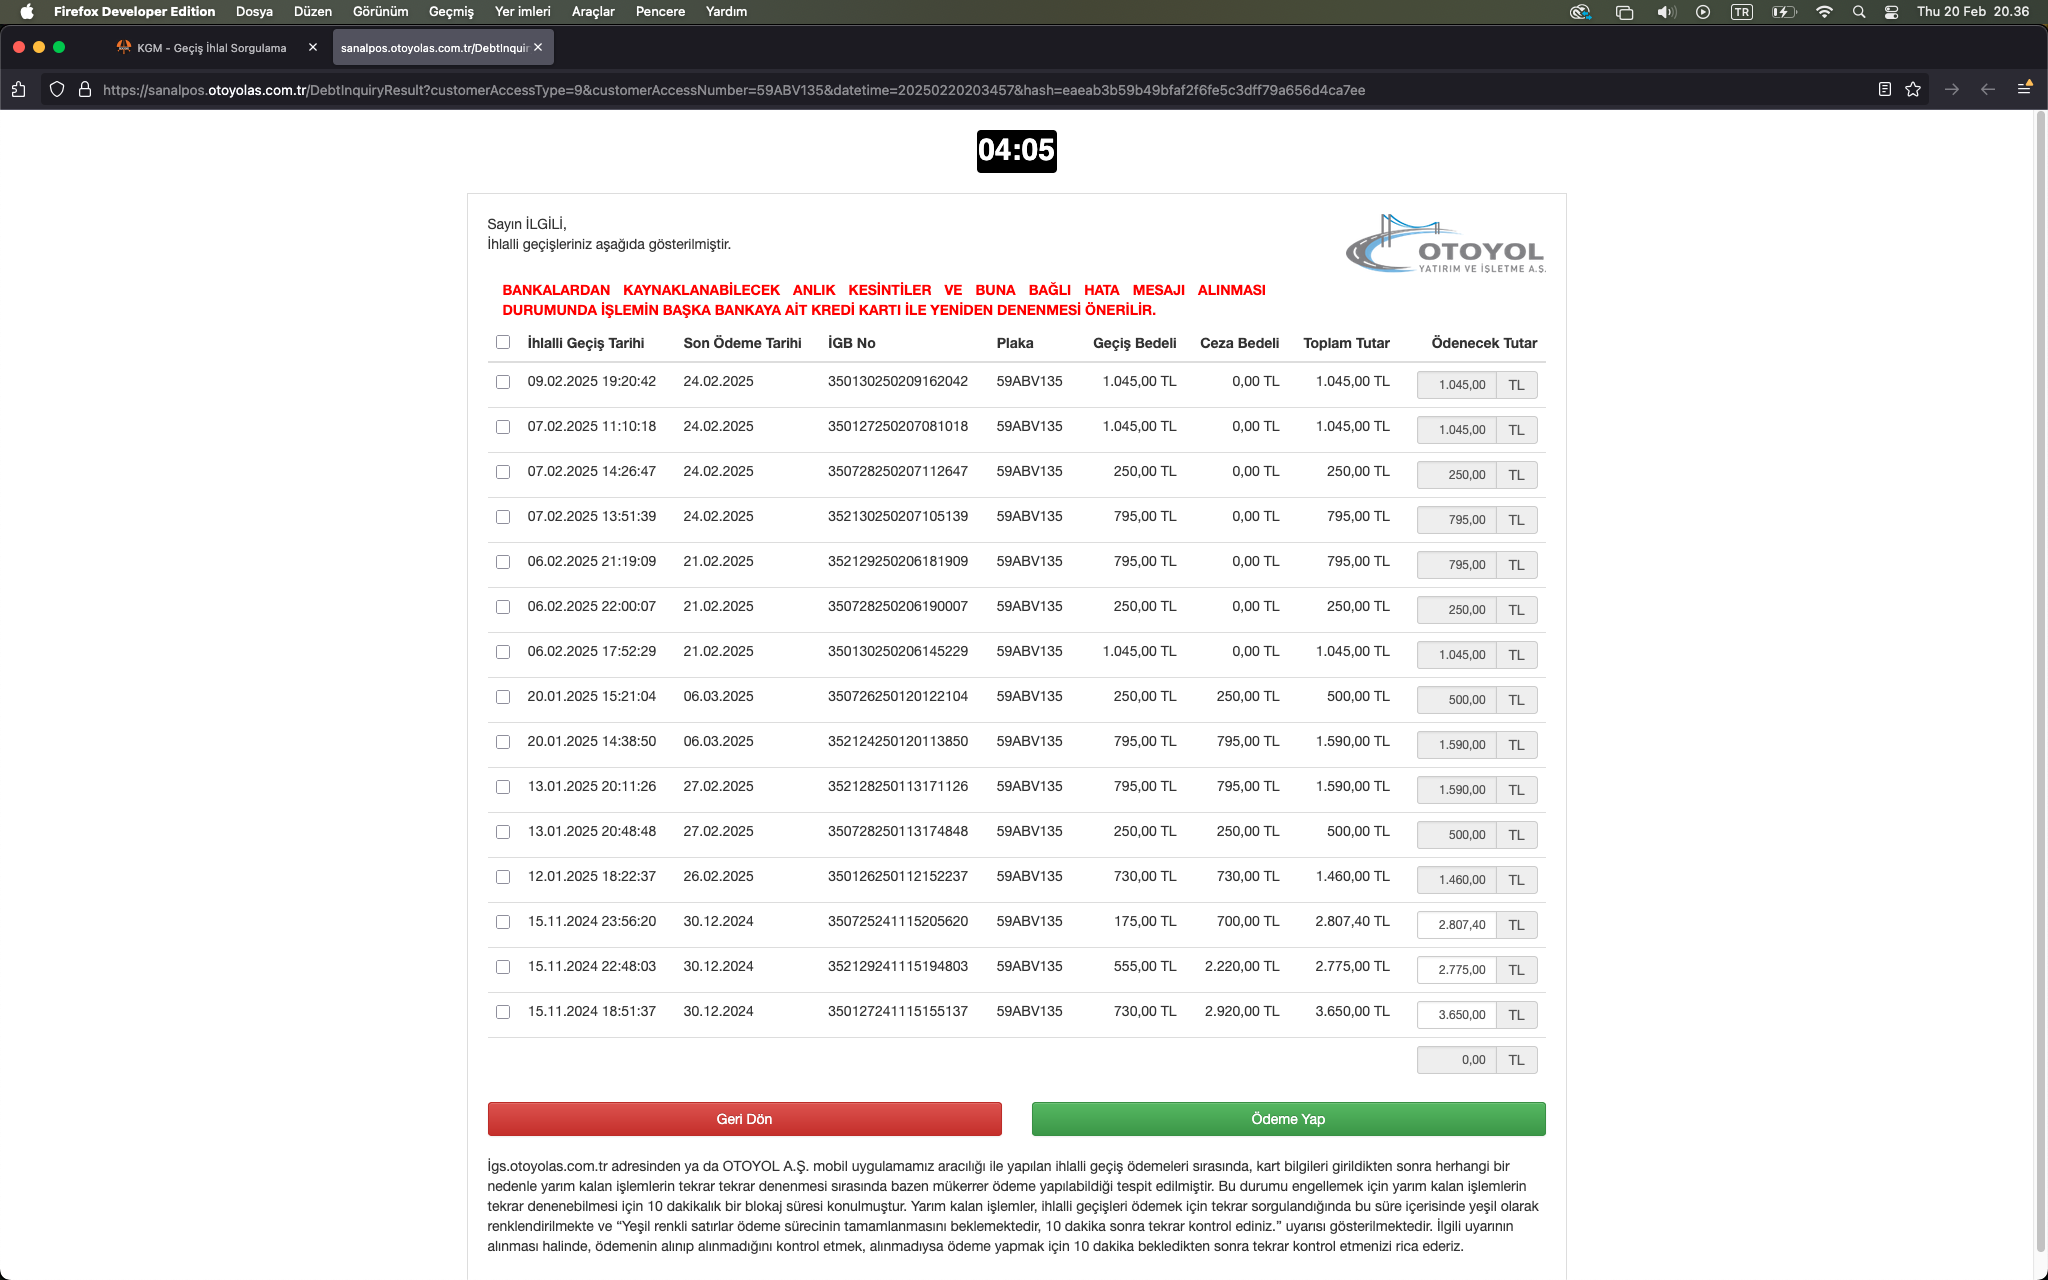 Firefox Developer Edition Dosya Düzen Görünüm Geçmiş Yer imleri Araçlar Pencere Yardım TR Thu 20 Feb 20.36
KGM - Geçiş İhlal Sorgulama sanalpos.otoyolas.com.tr/DebtInquir
https://sanalpos.otoyolas.com.tr/DebtInquiryResult?customerAccessType=9&customerAccessNumber=59ABV135&datetime=20250220203457&hash=eaeab3b59b49bfaf2f6fe5c3dff79a656d4ca7ee
04:05
Sayın İLGİLİ,
İhlalli geçişleriniz aşağıda gösterilmiştir.
OTOYOL
YATIRIM VE İŞLETME A.Ş.
BANKALARDAN KAYNAKLANABİLECEK ANLIK KESİNTİLER VE BUNA BAĞLI HATA MESAJI ALINMASI
DURUMUNDA İŞLEMİN BAŞKA BANKAYA AİT KREDİ KARTI İLE YENİDEN DENENMESİ ÖNERİLİR.
İhlalli Geçiş Tarihi Son Ödeme Tarihi İGB No Plaka Geçiş Bedeli Ceza Bedeli Toplam Tutar Ödenecek Tutar
09.02.2025 19:20:42 24.02.2025 350130250209162042 59ABV135 1.045,00 TL 0,00 TL 1.045,00 TL 1.045,00 TL
07.02.2025 11:10:18 24.02.2025 350127250207081018 59ABV135 1.045,00 TL 0,00 TL 1.045,00 TL 1.045,00 TL
07.02.2025 14:26:47 24.02.2025 350728250207112647 59ABV135 250,00 TL 0,00 TL 250,00 TL 250,00 TL
07.02.2025 13:51:39 24.02.2025 352130250207105139 59ABV135 795,00 TL 0,00 TL 795,00 TL 795,00 TL
06.02.2025 21:19:09 21.02.2025 352129250206181909 59ABV135 795,00 TL 0,00 TL 795,00 TL 795,00 TL
06.02.2025 22:00:07 21.02.2025 350728250206190007 59ABV135 250,00 TL 0,00 TL 250,00 TL 250,00 TL
06.02.2025 17:52:29 21.02.2025 350130250206145229 59ABV135 1.045,00 TL 0,00 TL 1.045,00 TL 1.045,00 TL
20.01.2025 15:21:04 06.03.2025 350726250120122104 59ABV135 250,00 TL 250,00 TL 500,00 TL 500,00 TL
20.01.2025 14:38:50 06.03.2025 352124250120113850 59ABV135 795,00 TL 795,00 TL 1.590,00 TL 1.590,00 TL
13.01.2025 20:11:26 27.02.2025 352128250113171126 59ABV135 795,00 TL 795,00 TL 1.590,00 TL 1.590,00 TL
13.01.2025 20:48:48 27.02.2025 350728250113174848 59ABV135 250,00 TL 250,00 TL 500,00 TL 500,00 TL
12.01.2025 18:22:37 26.02.2025 350126250112152237 59ABV135 730,00 TL 730,00 TL 1.460,00 TL 1.460,00 TL
15.11.2024 23:56:20 30.12.2024 350725241115205620 59ABV135 175,00 TL 700,00 TL 2.807,40 TL 2.807,40 TL
15.11.2024 22:48:03 30.12.2024 352129241115194803 59ABV135 555,00 TL 2.220,00 TL 2.775,00 TL 2.775,00 TL
15.11.2024 18:51:37 30.12.2024 350127241115155137 59ABV135 730,00 TL 2.920,00 TL 3.650,00 TL 3.650,00 TL
0,00 TL
Geri Dön Ödeme Yap
İgs.otoyolas.com.tr adresinden ya da OTOYOL A.Ş. mobil uygulamamız aracılığı ile yapılan ihlalli geçiş ödemeleri sırasında, kart bilgileri girildikten sonra herhangi bir
nedenle yarım kalan işlemlerin tekrar tekrar denenmesi sırasında bazen mükerrer ödeme yapılabildiği tespit edilmiştir. Bu durumu engellemek için yarım kalan işlemlerin
tekrar denenebilmesi için 10 dakikalık bir blokaj süresi konulmuştur. Yarım kalan işlemler, ihlalli geçişleri ödemek için tekrar sorgulandığında bu süre içerisinde yeşil olarak
renklendirilmekte ve “Yeşil renkli satırlar ödeme sürecinin tamamlanmasını beklemektedir, 10 dakika sonra tekrar kontrol ediniz.” uyarısı gösterilmektedir. İlgili uyarının
alınması halinde, ödemenin alınıp alınmadığını kontrol etmek, alınmadıysa ödeme yapmak için 10 dakika bekledikten sonra tekrar kontrol etmenizi rica ederiz.